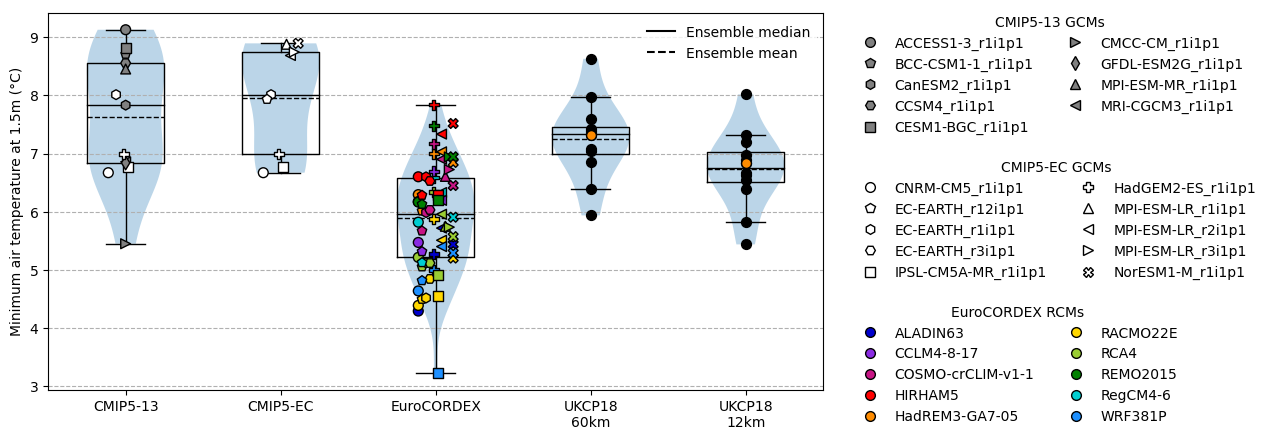 Minimum air temperature at 1.5m (°C)
9
8
7
6
5
4
3
Ensemble median
Ensemble mean
CMIP5-13
CMIP5-EC
EuroCORDEX
UKCP18
60km
UKCP18
12km
CMIP5-13 GCMs
ACCESS1-3_r1i1p1
BCC-CSM1-1_r1i1p1
CanESM2_r1i1p1
CCSM4_r1i1p1
CESM1-BGC_r1i1p1
CMCC-CM_r1i1p1
GFDL-ESM2G_r1i1p1
MPI-ESM-MR_r1i1p1
MRI-CGCM3_r1i1p1
CMIP5-EC GCMs
CNRM-CM5_r1i1p1
EC-EARTH_r12i1p1
EC-EARTH_r1i1p1
EC-EARTH_r3i1p1
IPSL-CM5A-MR_r1i1p1
HadGEM2-ES_r1i1p1
MPI-ESM-LR_r1i1p1
MPI-ESM-LR_r2i1p1
MPI-ESM-LR_r3i1p1
NorESM1-M_r1i1p1
EuroCORDEX RCMs
ALADIN63
CCLM4-8-17
COSMO-crCLIM-v1-1
HIRHAM5
HadREM3-GA7-05
RACMO22E
RCA4
REMO2015
RegCM4-6
WRF381P